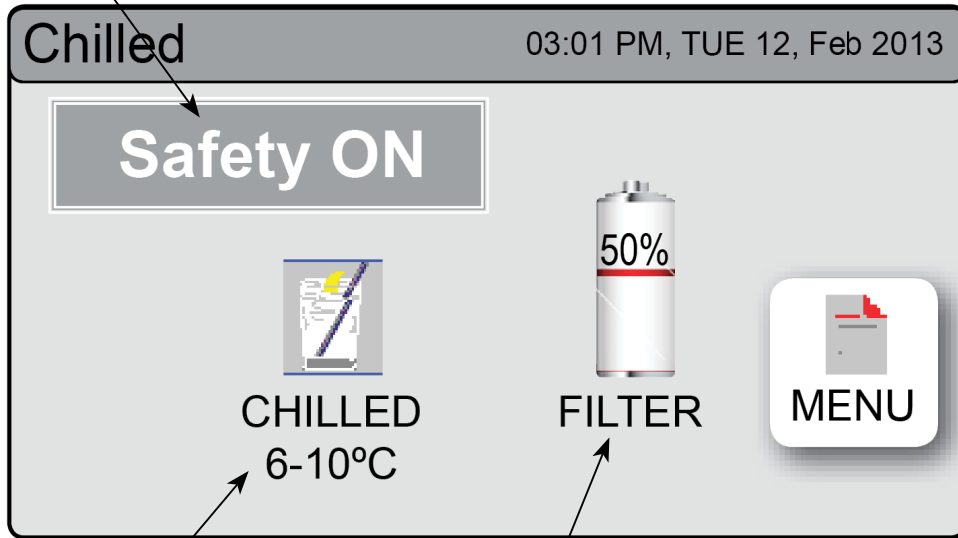 Chilled
03:01 PM, TUE 12, Feb 2013
Safety ON
50%
CHILLED
6-10ºC
FILTER
MENU